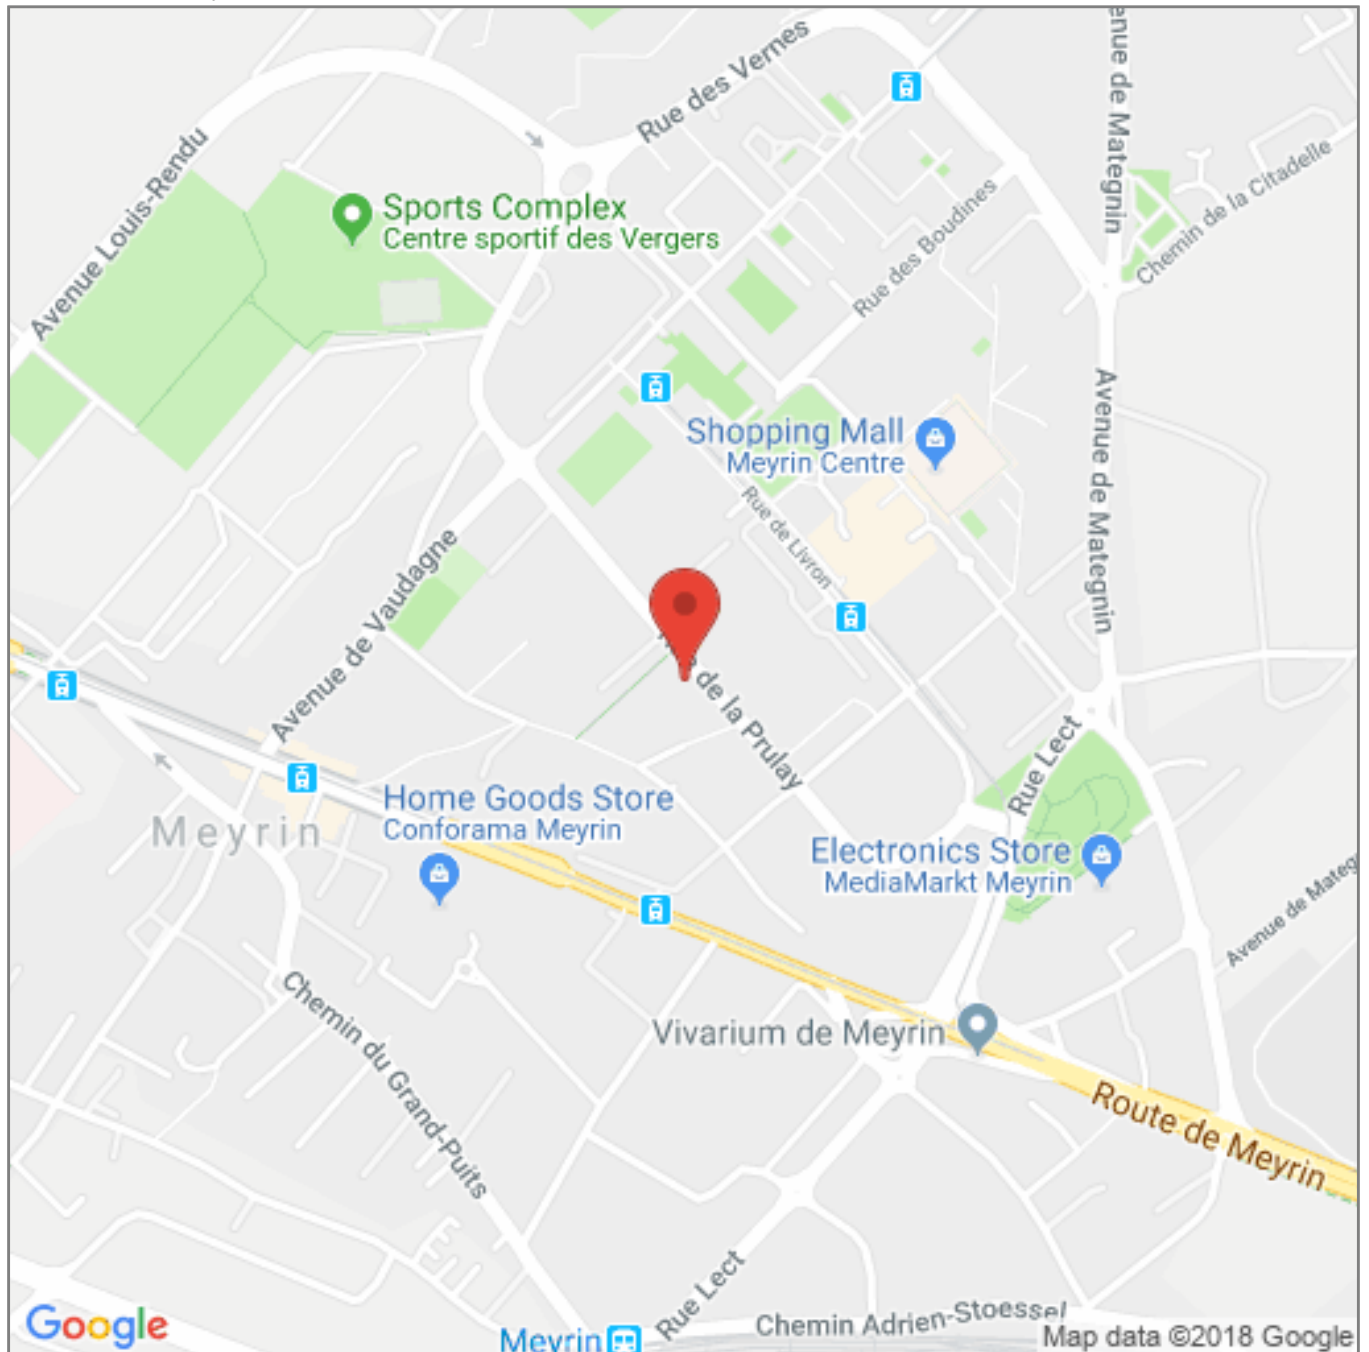 Rue des Vernes
enue de Mategnin
Avenue Louis-Rendu
Chemin de la Citadelle
Sports Complex
Centre sportif des Vergers
Rue des Boudines
Avenue de Mategnin
Shopping Mall
Meyrin Centre
Rue de Livron
Avenue de Vaudagne
de la Prulay
Rue Lect
Home Goods Store
Conforama Meyrin
Meyrin
Electronics Store
MediaMarkt Meyrin
Avenue de Mateg
Chemin du Grand-Puits
Vivarium de Meyrin
Route de Meyrin
Rue Lect
Chemin Adrien-Stoessel
Google
Meyrin
Map data ©2018 Google